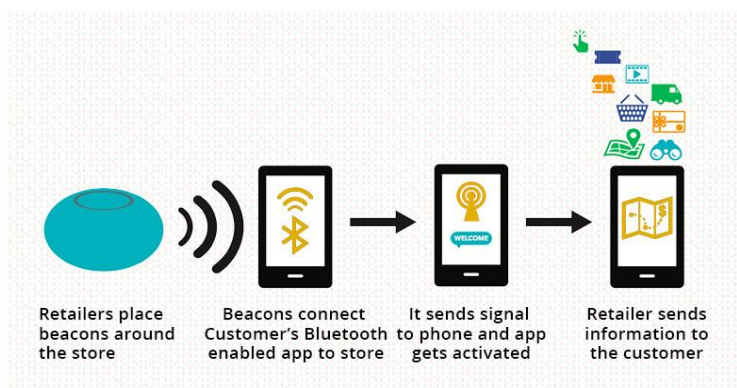 WELCOME
Retailers place
beacons around
the store
Beacons connect
Customer's Bluetooth
enabled app to store
It sends signal
to phone and app
gets activated
Retailer sends
information to
the customer